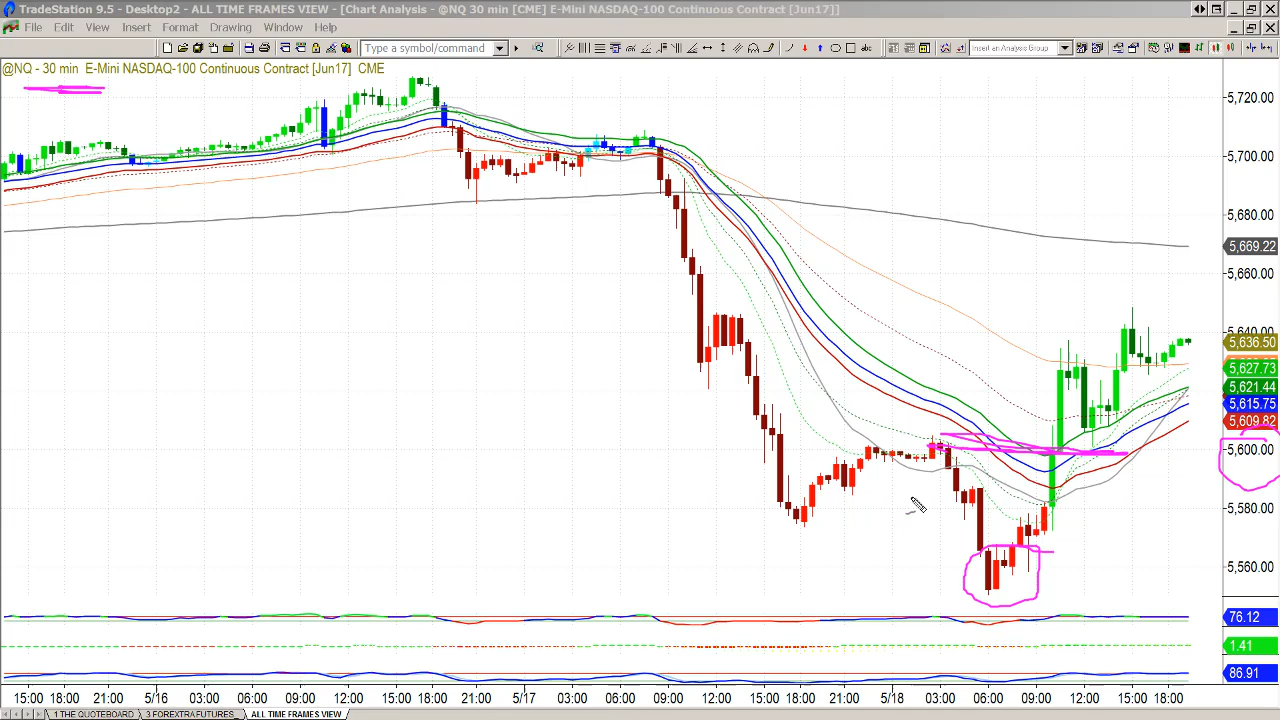 TradeStation 9.5 - Desktop2 - ALL TIME FRAMES VIEW - [Chart Analysis - @NQ 30 min [CME] E-Mini NASDAQ-100 Continuous Contract [Jun17]]
File Edit View Insert Format Drawing Window Help
Type a symbol/command
Insert an Analysis Group
@NQ - 30 min E-Mini NASDAQ-100 Continuous Contract [Jun17] CME
5,720.00
5,700.00
5,680.00
5,669.22
5,660.00
5,640.00
5,636.50
5,627.73
5,621.44
5,615.75
5,609.82
5,600.00
5,580.00
5,560.00
76.12
1.41
86.91
15:00 18:00 21:00 5/16 03:00 06:00 09:00 12:00 15:00 18:00 21:00 5/17 03:00 06:00 09:00 12:00 15:00 18:00 21:00 5/18 03:00 06:00 09:00 12:00 15:00 18:00
1 THE QUOTEBOARD 3 FOREXTRA FUTURES_ ALL TIME FRAMES VIEW